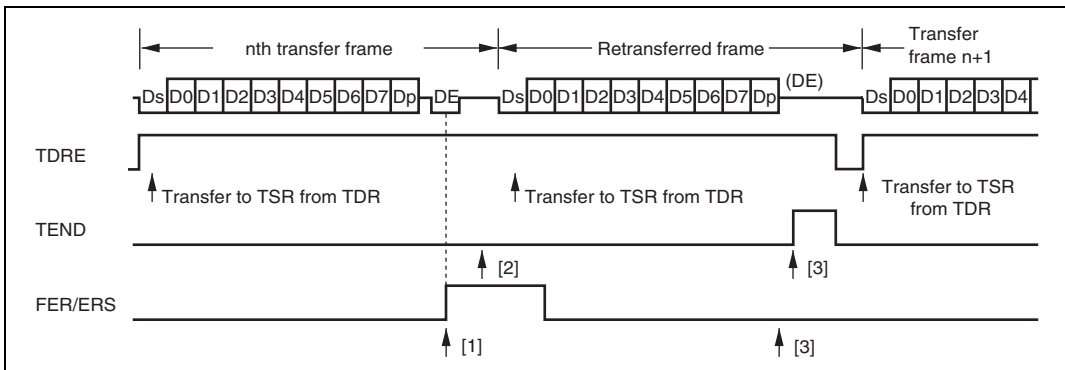 nth transfer frame
Retransferred frame
Transfer
frame n+1
Ds D0 D1 D2 D3 D4 D5 D6 D7 Dp DE Ds D0 D1 D2 D3 D4 D5 D6 D7 Dp (DE) Ds D0 D1 D2 D3 D4
TDRE
Transfer to TSR from TDR Transfer to TSR from TDR Transfer to TSR
from TDR
TEND
[2] [3]
FER/ERS
[1] [3]